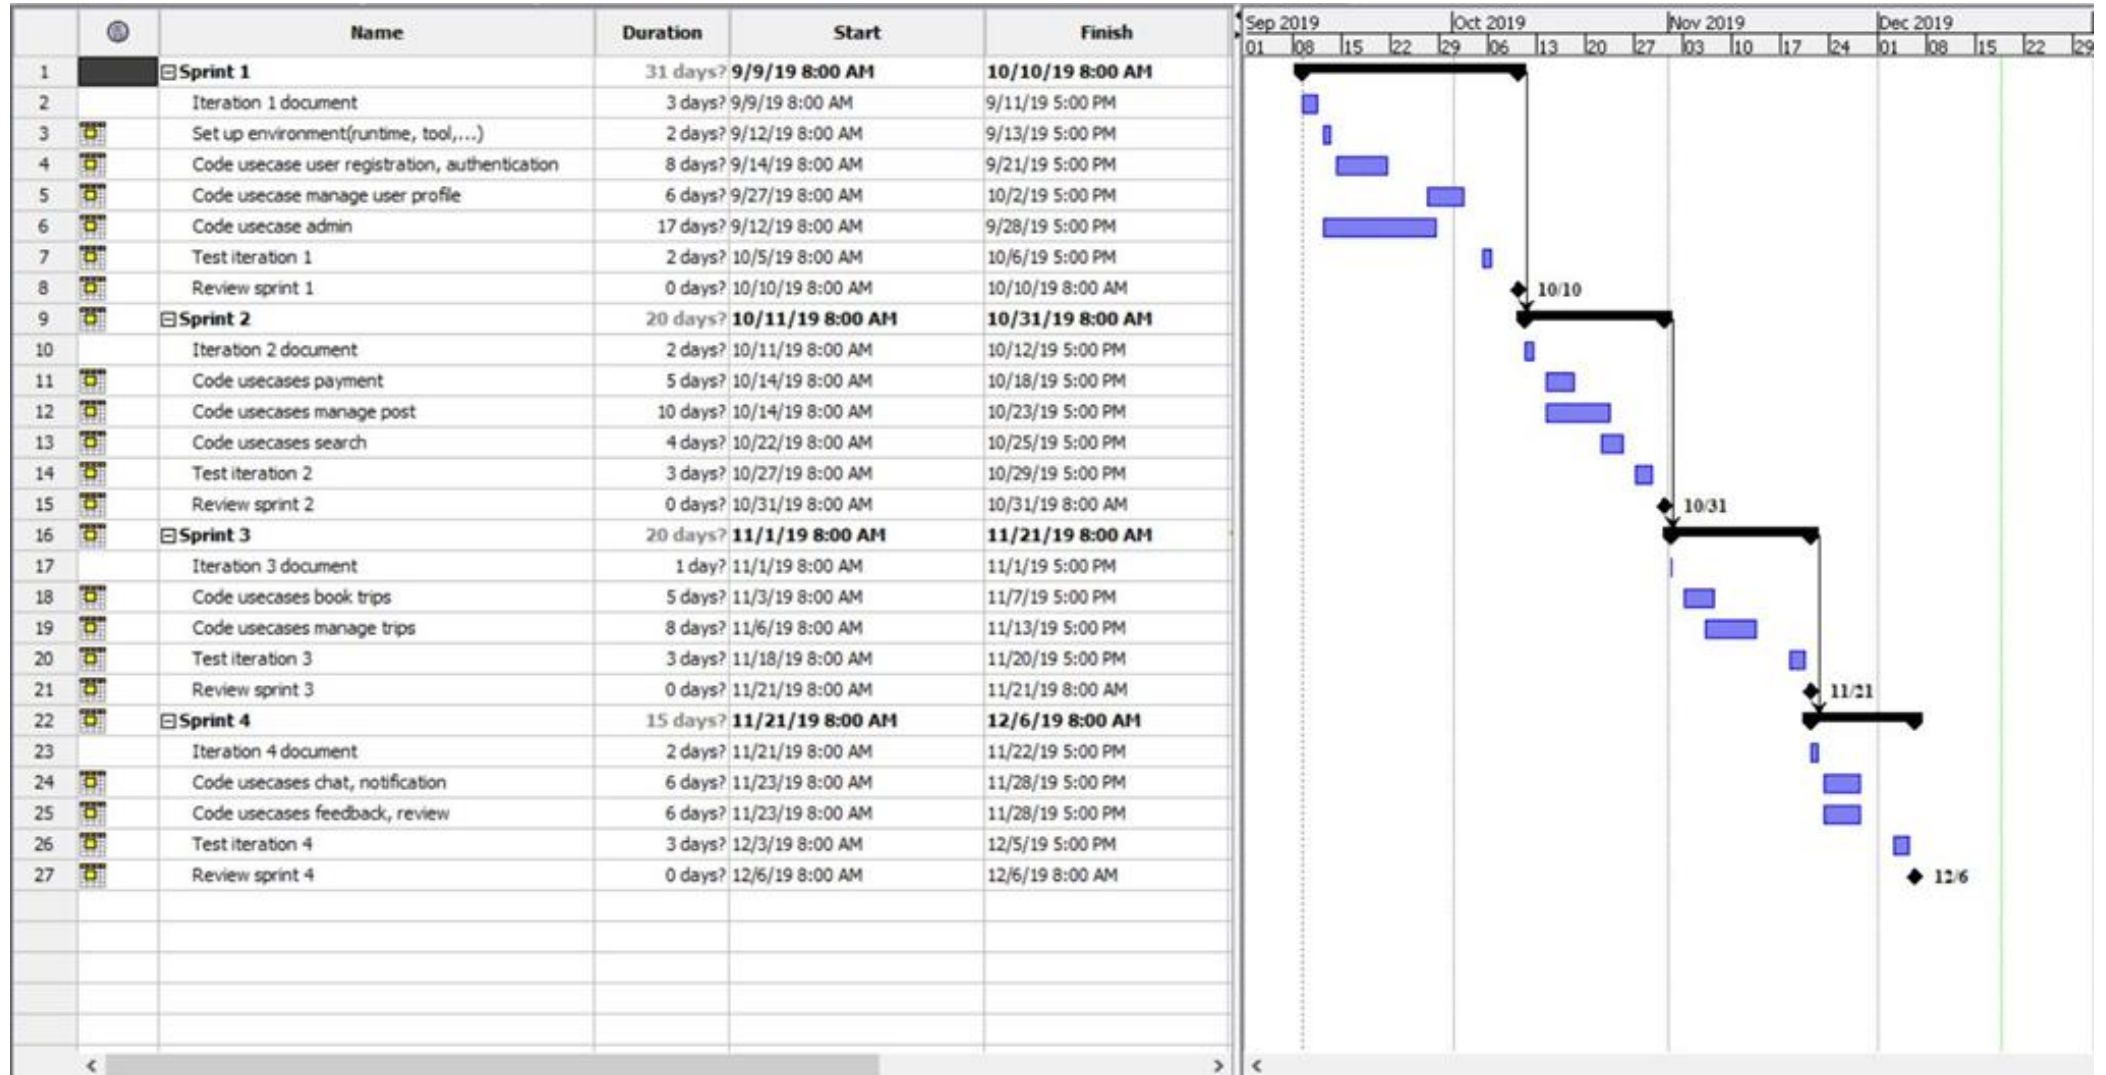 Name Duration Start Finish
1 Sprint 1 31 days? 9/9/19 8:00 AM 10/10/19 8:00 AM
2 Iteration 1 document 3 days? 9/9/19 8:00 AM 9/11/19 5:00 PM
3 Set up environment(runtime, tool,...) 2 days? 9/12/19 8:00 AM 9/13/19 5:00 PM
4 Code usecase user registration, authentication 8 days? 9/14/19 8:00 AM 9/21/19 5:00 PM
5 Code usecase manage user profile 6 days? 9/27/19 8:00 AM 10/2/19 5:00 PM
6 Code usecase admin 17 days? 9/12/19 8:00 AM 9/28/19 5:00 PM
7 Test iteration 1 2 days? 10/5/19 8:00 AM 10/6/19 5:00 PM
8 Review sprint 1 0 days? 10/10/19 8:00 AM 10/10/19 8:00 AM
9 Sprint 2 20 days? 10/11/19 8:00 AM 10/31/19 8:00 AM
10 Iteration 2 document 2 days? 10/11/19 8:00 AM 10/12/19 5:00 PM
11 Code usecases payment 5 days? 10/14/19 8:00 AM 10/18/19 5:00 PM
12 Code usecases manage post 10 days? 10/14/19 8:00 AM 10/23/19 5:00 PM
13 Code usecases search 4 days? 10/22/19 8:00 AM 10/25/19 5:00 PM
14 Test iteration 2 3 days? 10/27/19 8:00 AM 10/29/19 5:00 PM
15 Review sprint 2 0 days? 10/31/19 8:00 AM 10/31/19 8:00 AM
16 Sprint 3 20 days? 11/1/19 8:00 AM 11/21/19 8:00 AM
17 Iteration 3 document 1 day? 11/1/19 8:00 AM 11/1/19 5:00 PM
18 Code usecases book trips 5 days? 11/3/19 8:00 AM 11/7/19 5:00 PM
19 Code usecases manage trips 8 days? 11/6/19 8:00 AM 11/13/19 5:00 PM
20 Test iteration 3 3 days? 11/18/19 8:00 AM 11/20/19 5:00 PM
21 Review sprint 3 0 days? 11/21/19 8:00 AM 11/21/19 8:00 AM
22 Sprint 4 15 days? 11/21/19 8:00 AM 12/6/19 8:00 AM
23 Iteration 4 document 2 days? 11/21/19 8:00 AM 11/22/19 5:00 PM
24 Code usecases chat, notification 6 days? 11/23/19 8:00 AM 11/28/19 5:00 PM
25 Code usecases feedback, review 6 days? 11/23/19 8:00 AM 11/28/19 5:00 PM
26 Test iteration 4 3 days? 12/3/19 8:00 AM 12/5/19 5:00 PM
27 Review sprint 4 0 days? 12/6/19 8:00 AM 12/6/19 8:00 AM
Sep 2019 Oct 2019 Nov 2019 Dec 2019
01 08 15 22 29 06 13 20 27 03 10 17 24 01 08 15 22 29
10/10
10/31
11/21
12/6